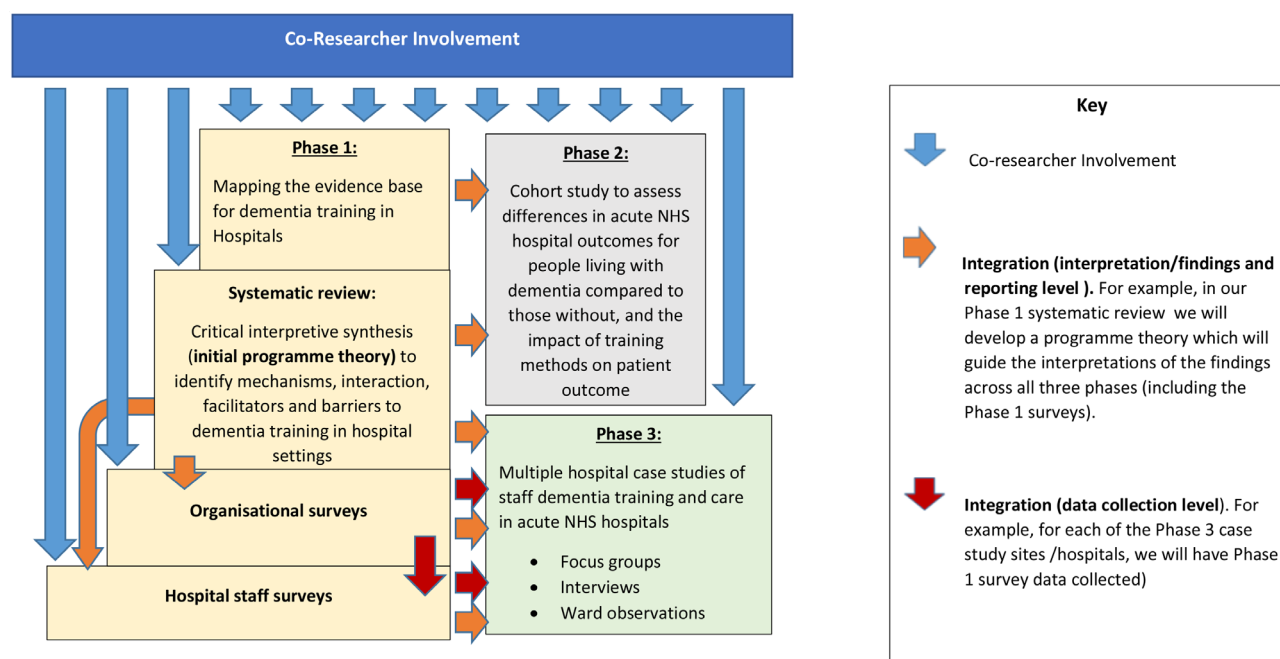 Co-Researcher Involvement
Phase 1:
Mapping the evidence base
for dementia training in
Hospitals
Systematic review:
Critical interpretive synthesis
(initial programme theory) to
identify mechanisms, interaction,
facilitators and barriers to
dementia training in hospital
settings
Organisational surveys
Hospital staff surveys
Phase 2:
Cohort study to assess
differences in acute NHS
hospital outcomes for
people living with
dementia compared to
those without, and the
impact of training
methods on patient
outcome
Phase 3:
Multiple hospital case studies of
staff dementia training and care
in acute NHS hospitals
• Focus groups
• Interviews
• Ward observations
Key
Co-researcher Involvement
Integration (interpretation/findings and
reporting level ). For example, in our
Phase 1 systematic review we will
develop a programme theory which will
guide the interpretations of the findings
across all three phases (including the
Phase 1 surveys).
Integration (data collection level). For
example, for each of the Phase 3 case
study sites /hospitals, we will have Phase
1 survey data collected)